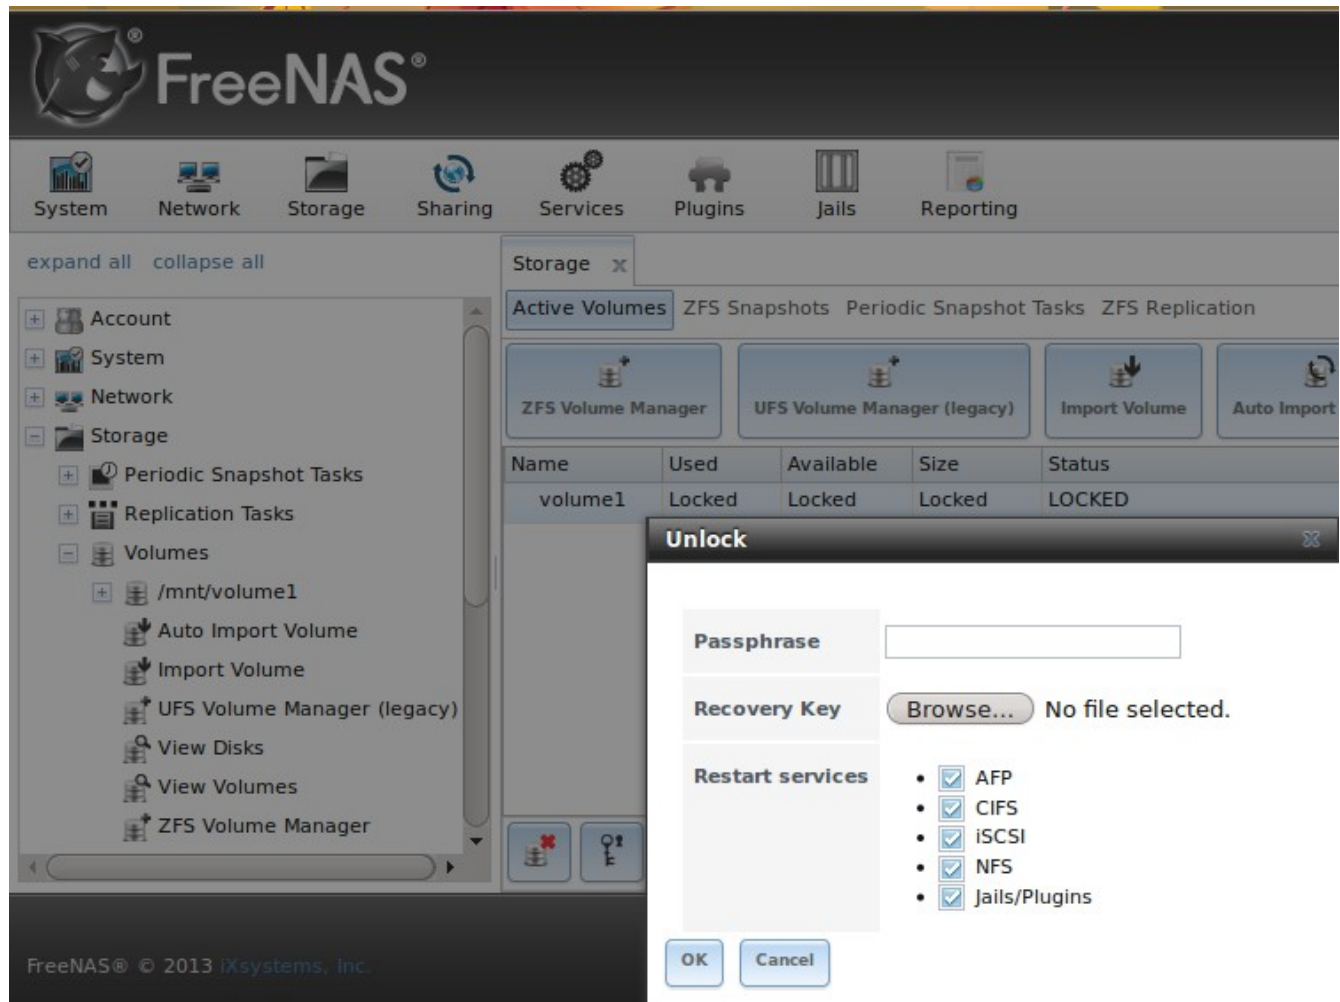 FreeNAS®
System Network Storage Sharing Services Plugins Jails Reporting
expand all collapse all
Account
System
Network
Storage
Periodic Snapshot Tasks
Replication Tasks
Volumes
/mnt/volume1
Auto Import Volume
Import Volume
UFS Volume Manager (legacy)
View Disks
View Volumes
ZFS Volume Manager
Storage x
Active Volumes ZFS Snapshots Periodic Snapshot Tasks ZFS Replication
ZFS Volume Manager UFS Volume Manager (legacy) Import Volume Auto Import
Name Used Available Size Status
volume1 Locked Locked Locked LOCKED
Unlock
Passphrase
Recovery Key Browse... No file selected.
Restart services
• AFP
• CIFS
• iSCSI
• NFS
• Jails/Plugins
OK Cancel
FreeNAS® © 2013 iXsystems, Inc.